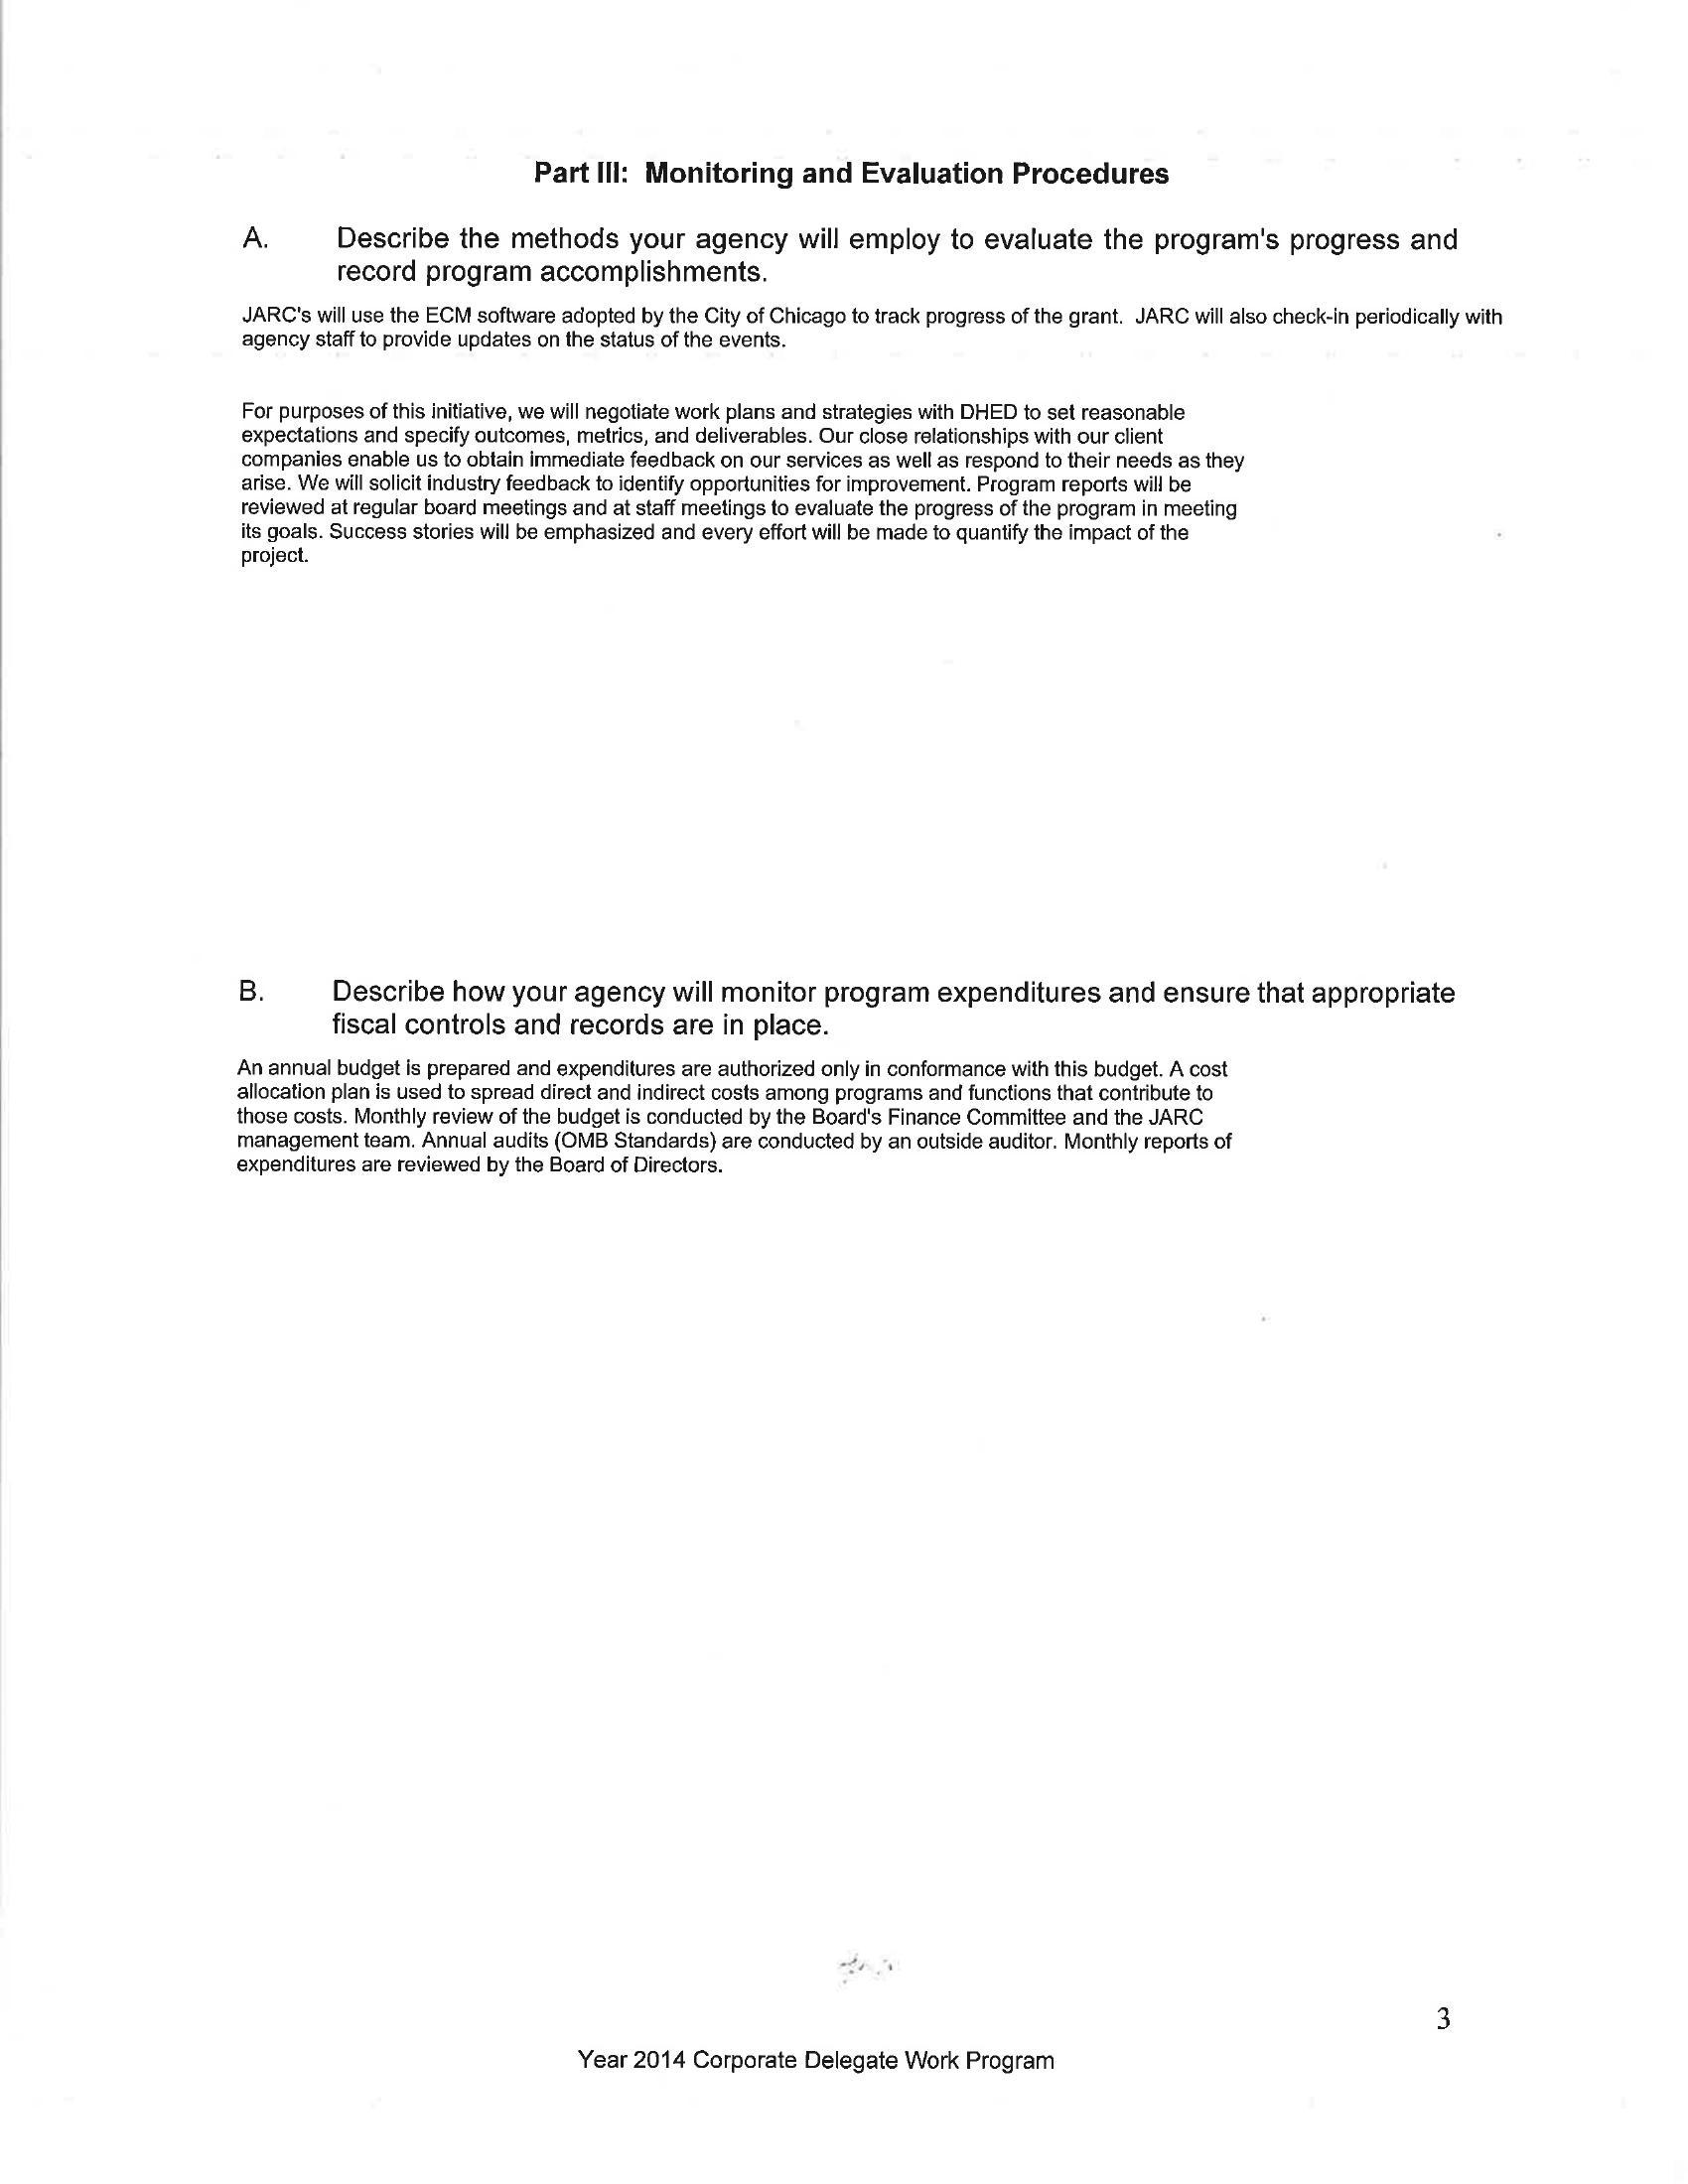 Part III: Monitoring and Evaluation Procedures
A. Describe the methods your agency will employ to evaluate the program's progress and
record program accomplishments.
JARC's will use the ECM software adopted by the City of Chicago to track progress of the grant. JARC will also check-in periodically with
agency staff to provide updates on the status of the events.
For purposes of this initiative, we will negotiate work plans and strategies with DHED to set reasonable
expectations and specify outcomes, metrics, and deliverables. Our close relationships with our client
companies enable us to obtain immediate feedback on our services as well as respond to their needs as they
arise. We will solicit industry feedback to identify opportunities for improvement. Program reports will be
reviewed at regular board meetings and at staff meetings to evaluate the progress of the program in meeting
its goals. Success stories will be emphasized and every effort will be made to quantify the impact of the
project.
B. Describe how your agency will monitor program expenditures and ensure that appropriate
fiscal controls and records are in place.
An annual budget is prepared and expenditures are authorized only in conformance with this budget. A cost
allocation plan is used to spread direct and indirect costs among programs and functions that contribute to
those costs. Monthly review of the budget is conducted by the Board's Finance Committee and the JARC
management team. Annual audits (OMB Standards) are conducted by an outside auditor. Monthly reports of
expenditures are reviewed by the Board of Directors.
3
Year 2014 Corporate Delegate Work Program